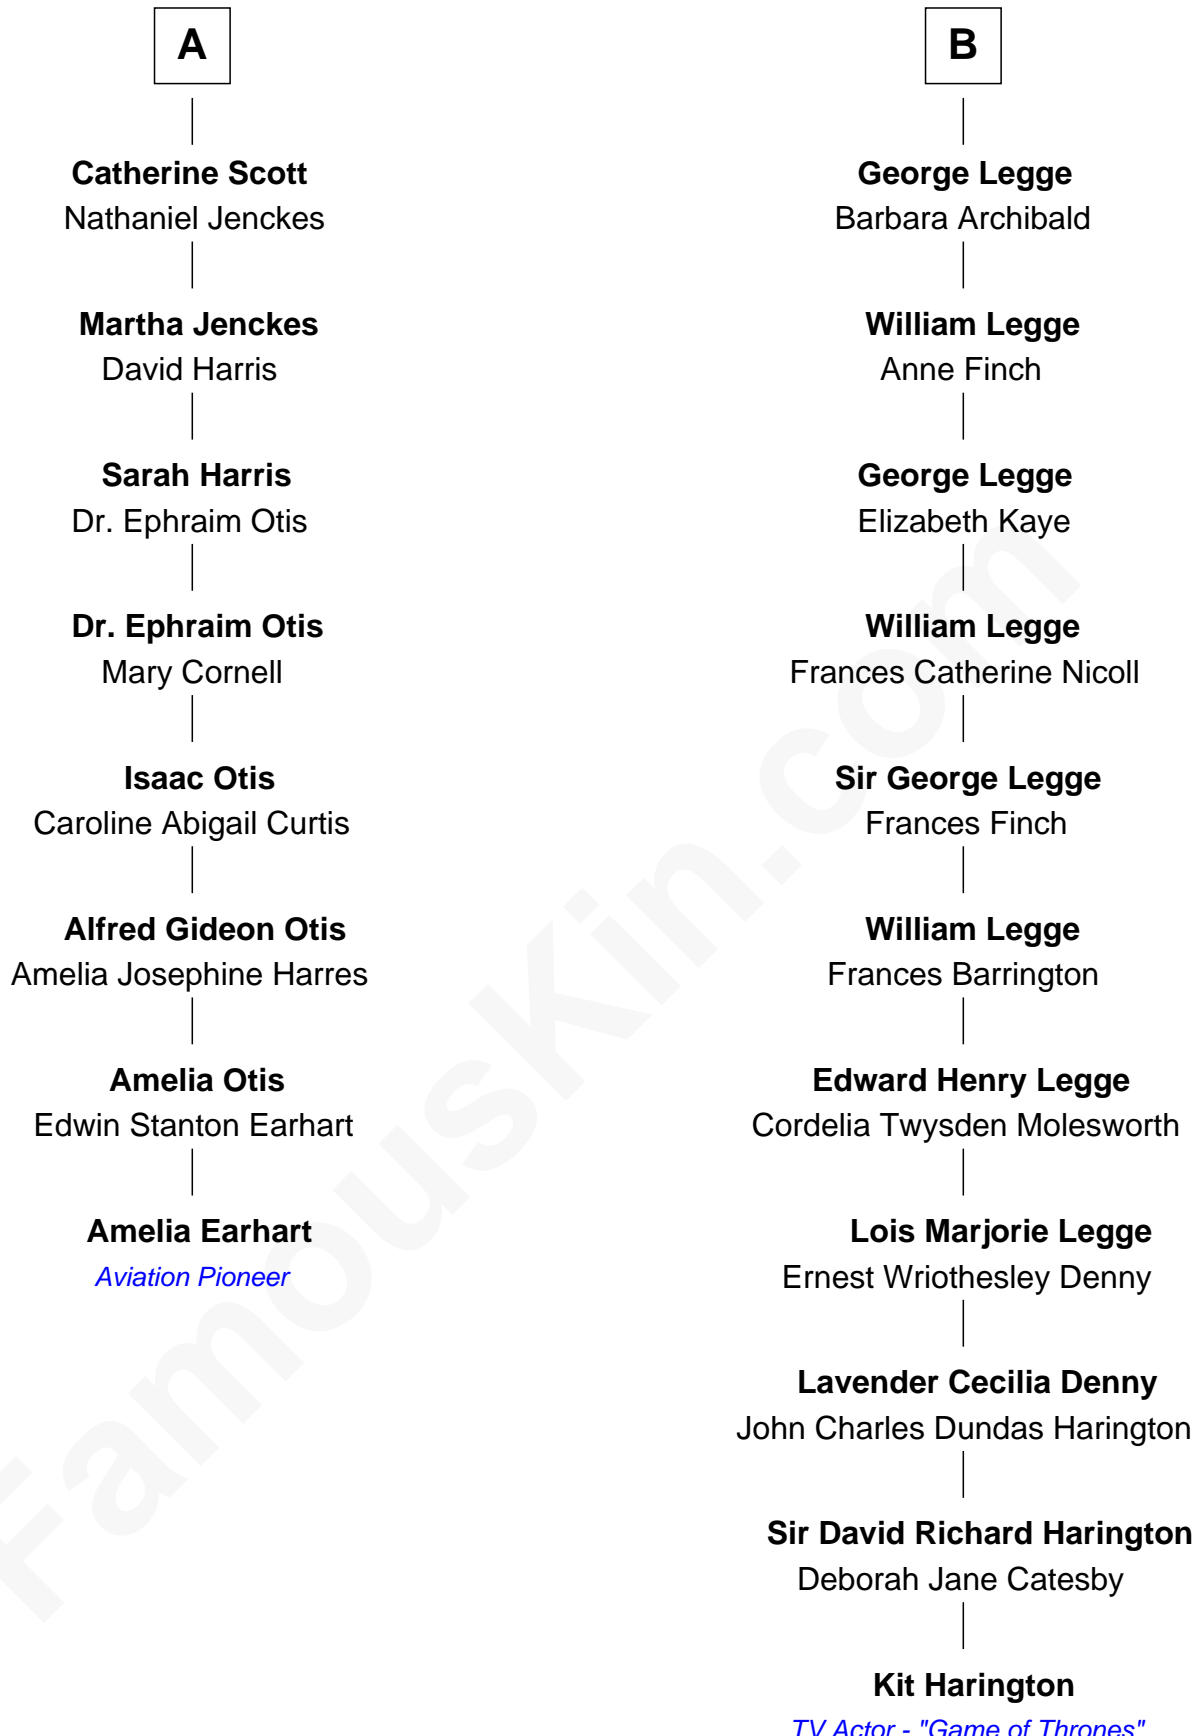 A
Catherine Scott
Nathaniel Jenckes
Martha Jenckes
David Harris
Sarah Harris
Dr. Ephraim Otis
Dr. Ephraim Otis
Mary Cornell
Isaac Otis
Caroline Abigail Curtis
Alfred Gideon Otis
Amelia Josephine Harres
Amelia Otis
Edwin Stanton Earhart
Amelia Earhart
Aviation Pioneer
B
George Legge
Barbara Archibald
William Legge
Anne Finch
George Legge
Elizabeth Kaye
William Legge
Frances Catherine Nicoll
Sir George Legge
Frances Finch
William Legge
Frances Barrington
Edward Henry Legge
Cordelia Twysden Molesworth
Lois Marjorie Legge
Ernest Wriothesley Denny
Lavender Cecilia Denny
John Charles Dundas Harington
Sir David Richard Harington
Deborah Jane Catesby
Kit Harington
TV Actor - "Game of Thrones"
FamousKin.com